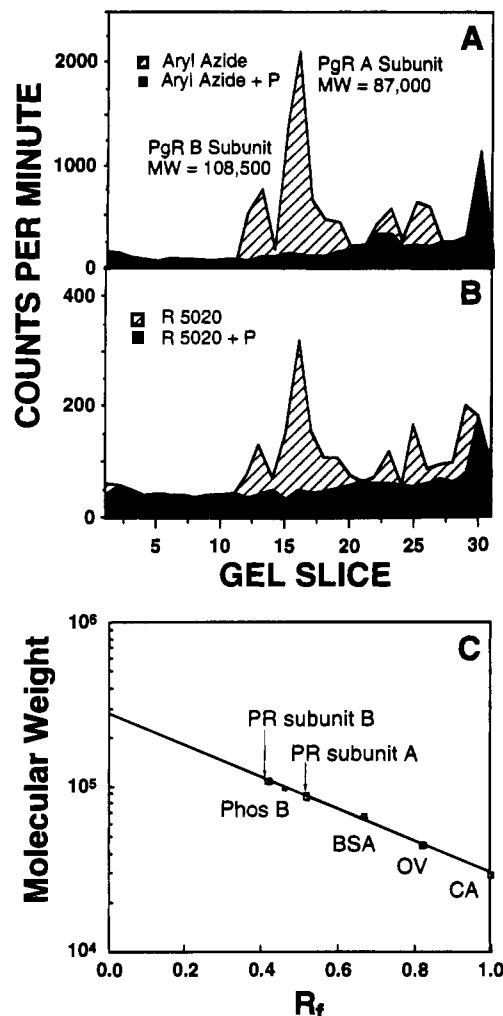 A
Aryl Azide
Aryl Azide + P
PgR A Subunit
MW = 87,000
PgR B Subunit
MW = 108,500
2000
1000
0
COUNTS PER MINUTE
B
R 5020
R 5020 + P
400
200
0
5 10 15 20 25 30
GEL SLICE
C
Molecular Weight
10⁶
10⁵
10⁴
PR subunit B
PR subunit A
Phos B
BSA
OV
CA
0.0 0.2 0.4 0.6 0.8 1.0
Rf